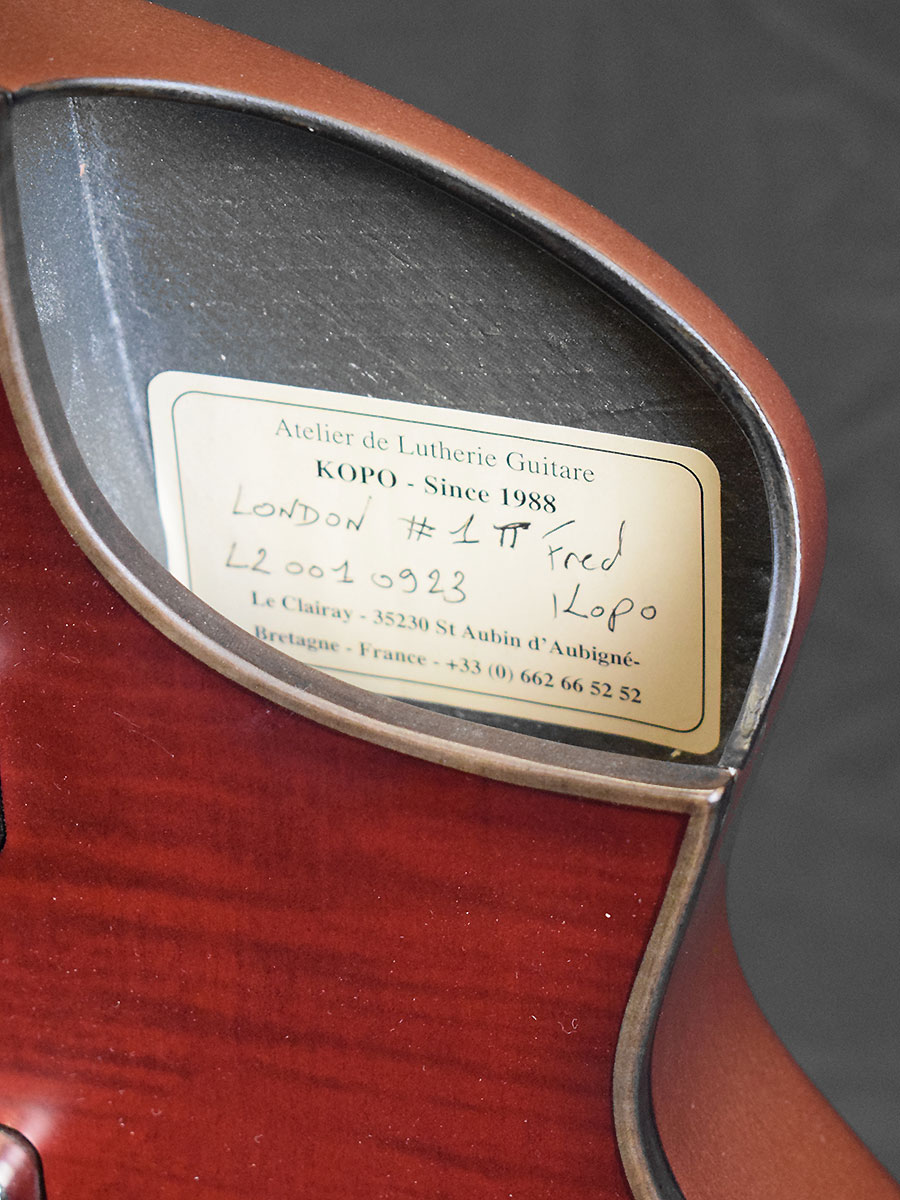 Atelier de Lutherie Guitare
KOPO - Since 1988
LONDON #1 π Fred
L2 001 0923 Kopo
Le Clairay - 35230 St Aubin d'Aubigné-
Bretagne - France - +33 (0) 662 66 52 52